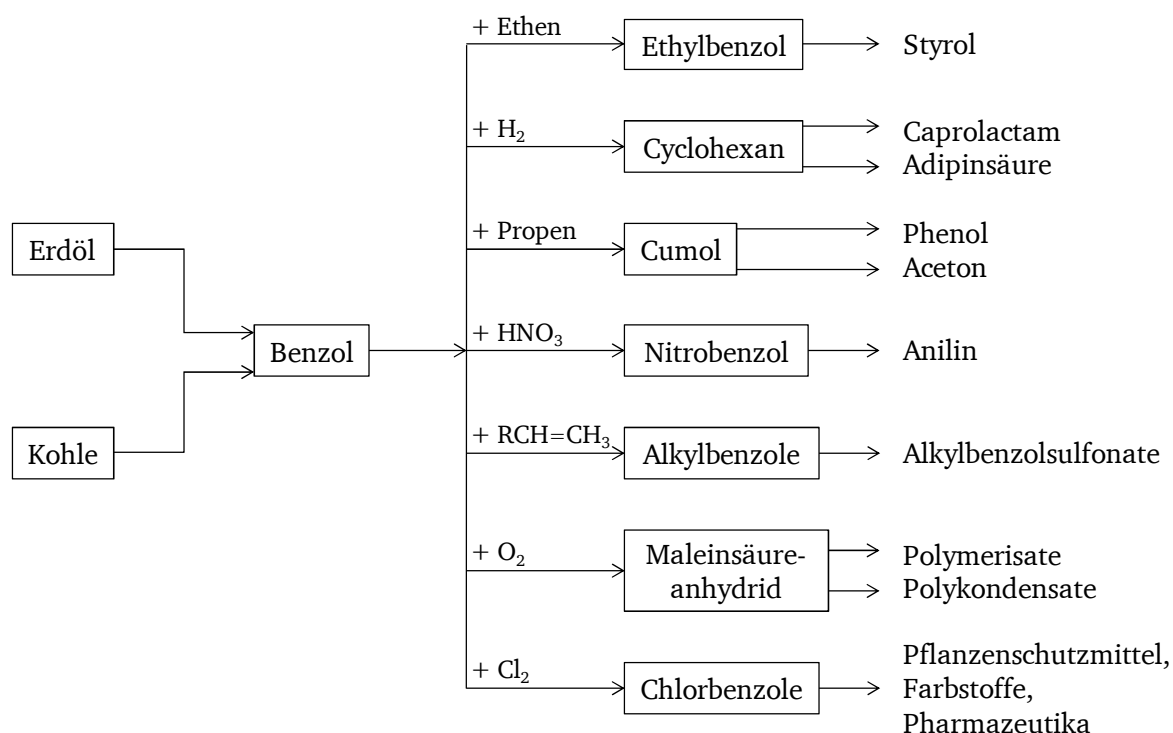 Erdöl
Kohle
Benzol
+ Ethen
Ethylbenzol
Styrol
+ H₂
Cyclohexan
Caprolactam
Adipinsäure
+ Propen
Cumol
Phenol
Aceton
+ HNO₃
Nitrobenzol
Anilin
+ RCH=CH₃
Alkylbenzole
Alkylbenzolsulfonate
+ O₂
Maleinsäure-
anhydrid
Polymerisate
Polykondensate
+ Cl₂
Chlorbenzole
Pflanzenschutzmittel,
Farbstoffe,
Pharmazeutika